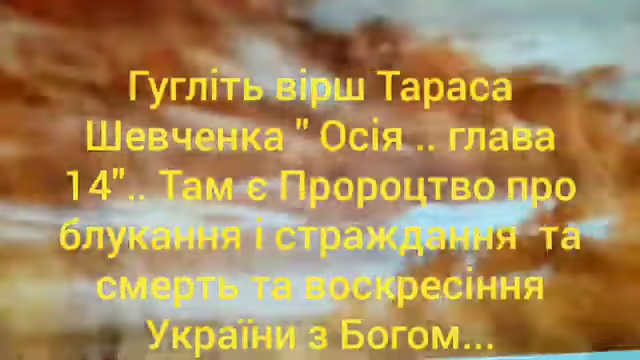 Гугліть вірш Тараса
Шевченка " Осія .. глава
14".. Там є Пророцтво про
блукання і страждання та
смерть та воскресіння
України з Богом...